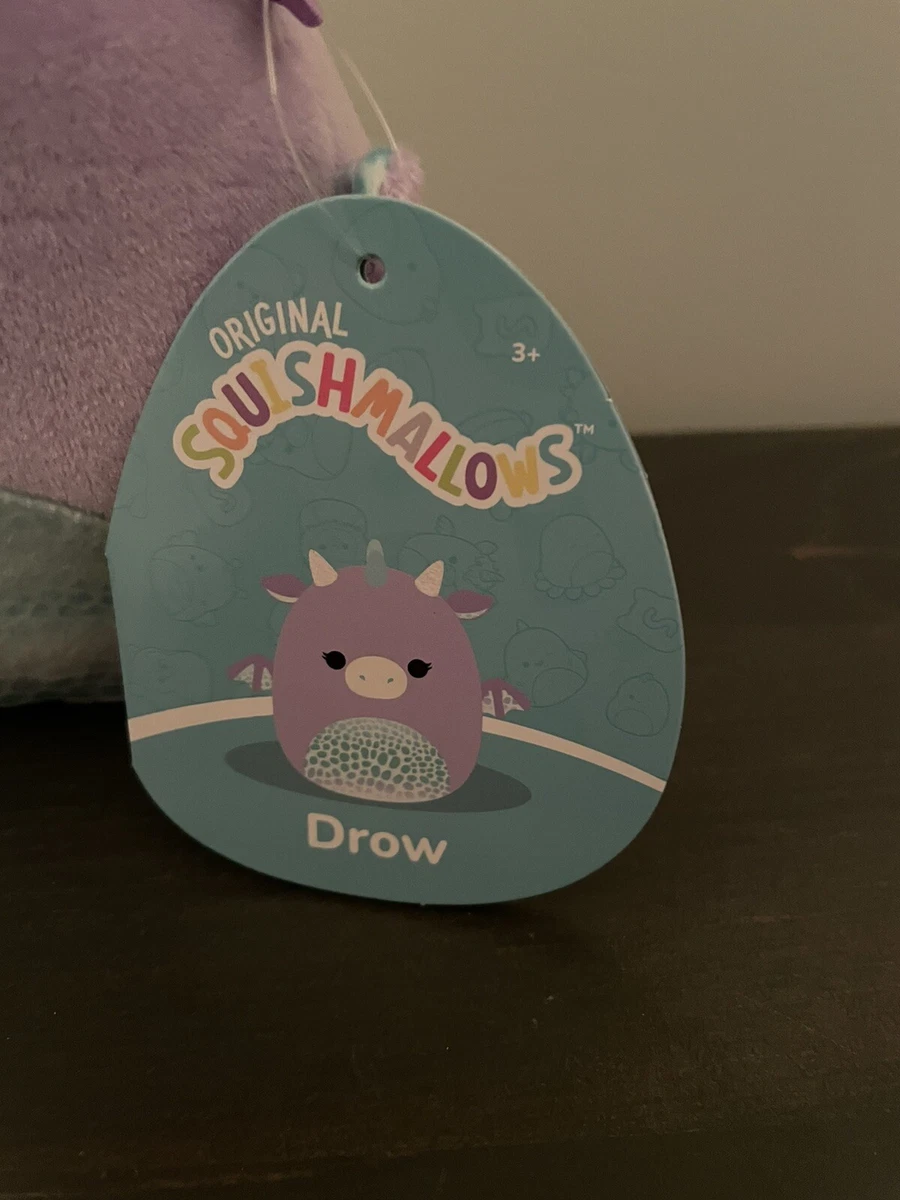 ORIGINAL
SQUISHMALLOWS™
3+
Drow